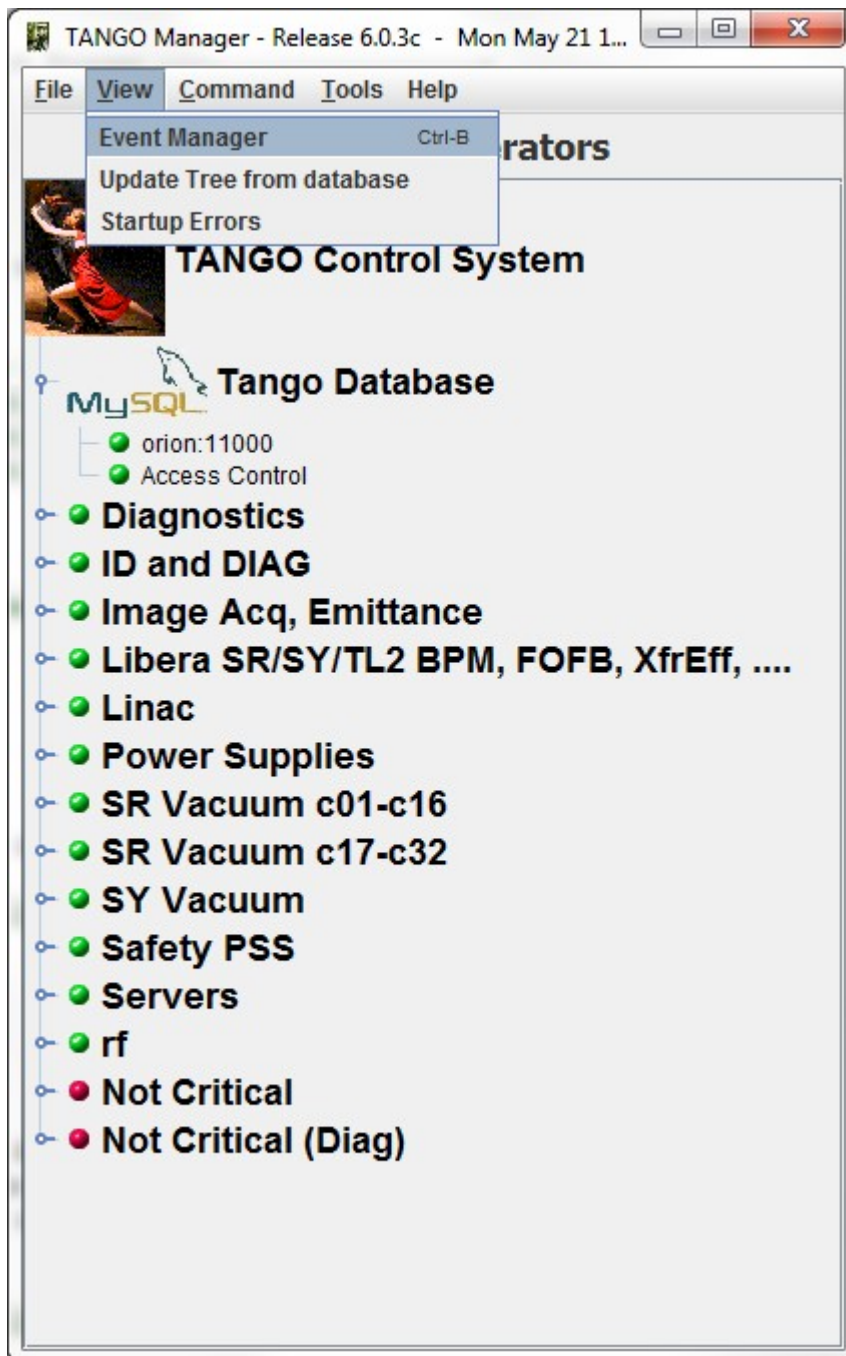 TANGO Manager - Release 6.0.3c - Mon May 21 1...
File View Command Tools Help
Event Manager Ctrl-B
rators
Update Tree from database
Startup Errors
TANGO Control System
MySQL Tango Database
orion:11000
Access Control
Diagnostics
ID and DIAG
Image Acq, Emittance
Libera SR/SY/TL2 BPM, FOFB, XfrEff, ....
Linac
Power Supplies
SR Vacuum c01-c16
SR Vacuum c17-c32
SY Vacuum
Safety PSS
Servers
rf
Not Critical
Not Critical (Diag)